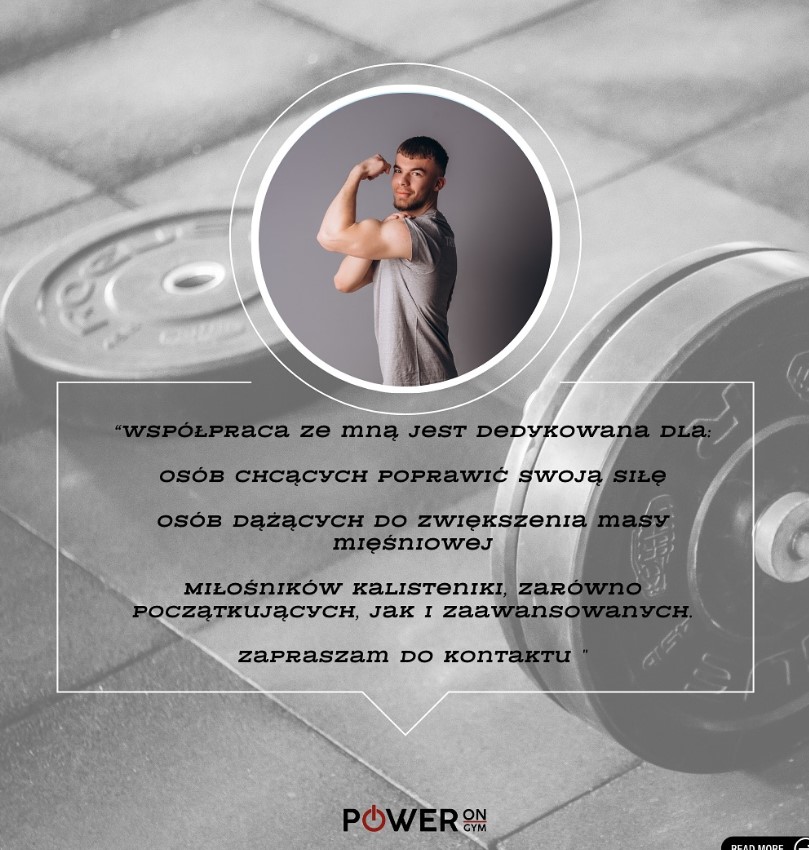 “WSPÓŁPRACA ZE MNĄ JEST DEDYKOWANA DLA:
OSÓB CHCĄCYCH POPRAWIĆ SWOJĄ SIŁĘ
OSÓB DĄŻĄCYCH DO ZWIĘKSZENIA MASY
MIĘŚNIOWEJ
MIŁOŚNIKÓW KALISTENIKI, ZARÓWNO
POCZĄTKUJĄCYCH, JAK I ZAAWANSOWANYCH.
ZAPRASZAM DO KONTAKTU ”
POWER ON
GYM
READ MORE